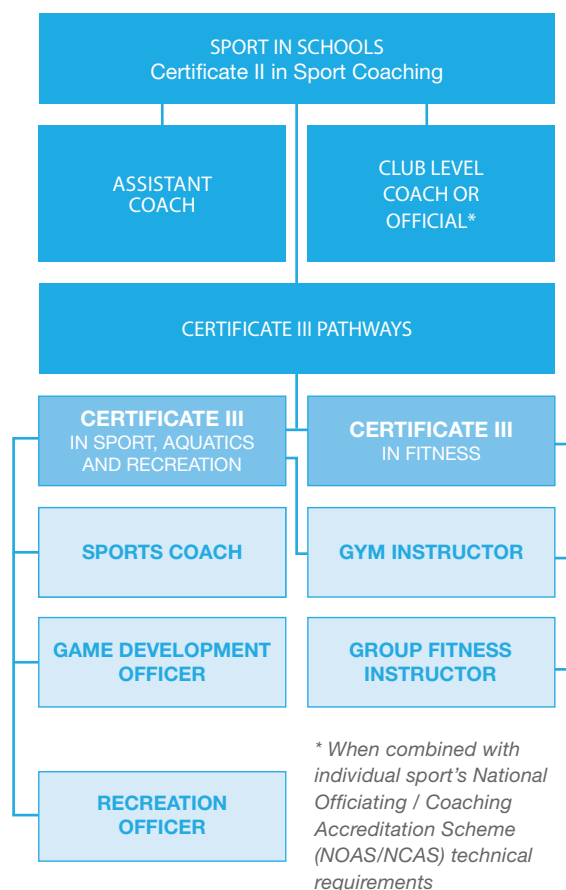 SPORT IN SCHOOLS
Certificate II in Sport Coaching
ASSISTANT
COACH
CLUB LEVEL
COACH OR
OFFICIAL*
CERTIFICATE III PATHWAYS
CERTIFICATE III
IN SPORT, AQUATICS
AND RECREATION
CERTIFICATE III
IN FITNESS
SPORTS COACH
GYM INSTRUCTOR
GAME DEVELOPMENT
OFFICER
GROUP FITNESS
INSTRUCTOR
RECREATION
OFFICER
* When combined with
individual sport's National
Officiating / Coaching
Accreditation Scheme
(NOAS/NCAS) technical
requirements